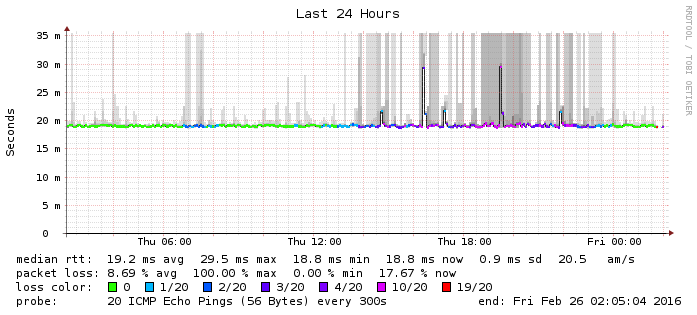 Last 24 Hours
RRDTOOL / TOBI OETIKER
Seconds
35 m
30 m
25 m
20 m
15 m
10 m
5 m
0
Thu 06:00 Thu 12:00 Thu 18:00 Fri 00:00
median rtt: 19.2 ms avg 29.5 ms max 18.8 ms min 18.8 ms now 0.9 ms sd 20.5 am/s
packet loss: 8.69 % avg 100.00 % max 0.00 % min 17.67 % now
loss color: 0 1/20 2/20 3/20 4/20 10/20 19/20
probe: 20 ICMP Echo Pings (56 Bytes) every 300s end: Fri Feb 26 02:05:04 2016